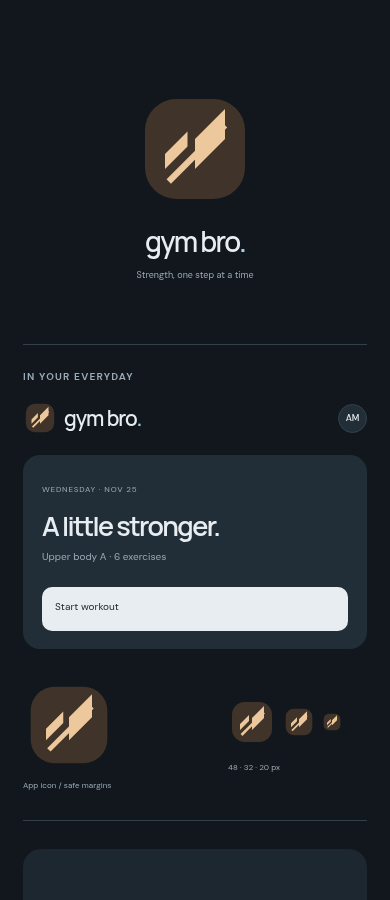 gym bro.
Strength, one step at a time
IN YOUR EVERYDAY
gym bro.
AM
WEDNESDAY · NOV 25
A little stronger.
Upper body A · 6 exercises
Start workout
48 · 32 · 20 px
App icon / safe margins